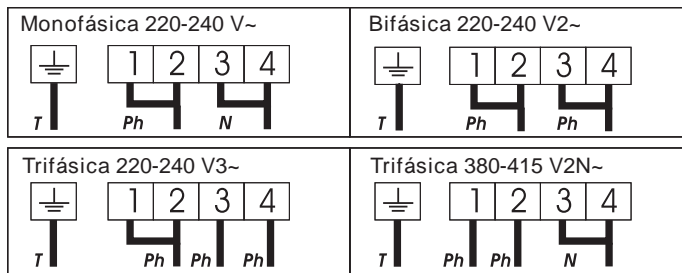 Monofásica 220-240 V~
1 2 3 4
T Ph N
Bifásica 220-240 V2~
1 2 3 4
T Ph Ph
Trifásica 220-240 V3~
1 2 3 4
T Ph Ph Ph
Trifásica 380-415 V2N~
1 2 3 4
T Ph Ph N